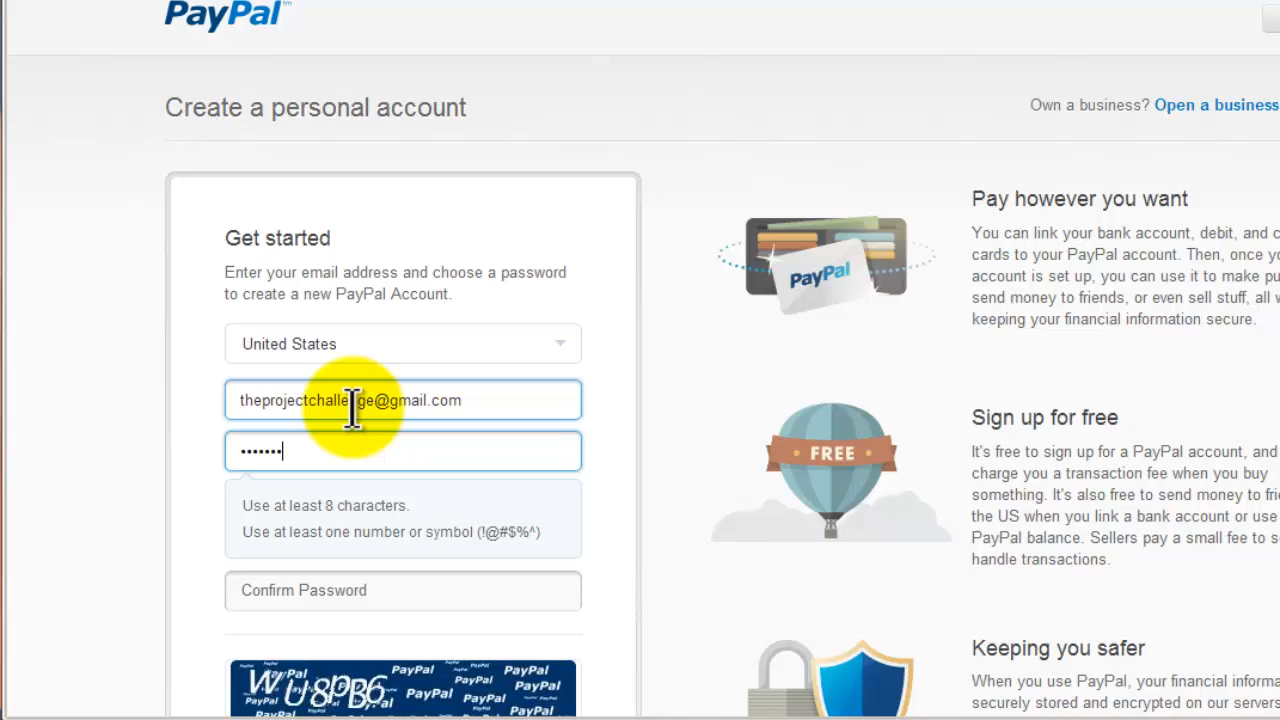 PayPal™
Create a personal account
Own a business? Open a business
Get started
Enter your email address and choose a password
to create a new PayPal Account.
United States
theprojectchallenge@gmail.com
•••••••
Use at least 8 characters.
Use at least one number or symbol (!@#$%^)
Confirm Password
PayPal
Pay however you want
You can link your bank account, debit, and c
cards to your PayPal account. Then, once yo
account is set up, you can use it to make pu
send money to friends, or even sell stuff, all w
keeping your financial information secure.
FREE
Sign up for free
It's free to sign up for a PayPal account, and
charge you a transaction fee when you buy
something. It's also free to send money to frie
the US when you link a bank account or use
PayPal balance. Sellers pay a small fee to s
handle transactions.
Keeping you safer
When you use PayPal, your financial informa
securely stored and encrypted on our servers